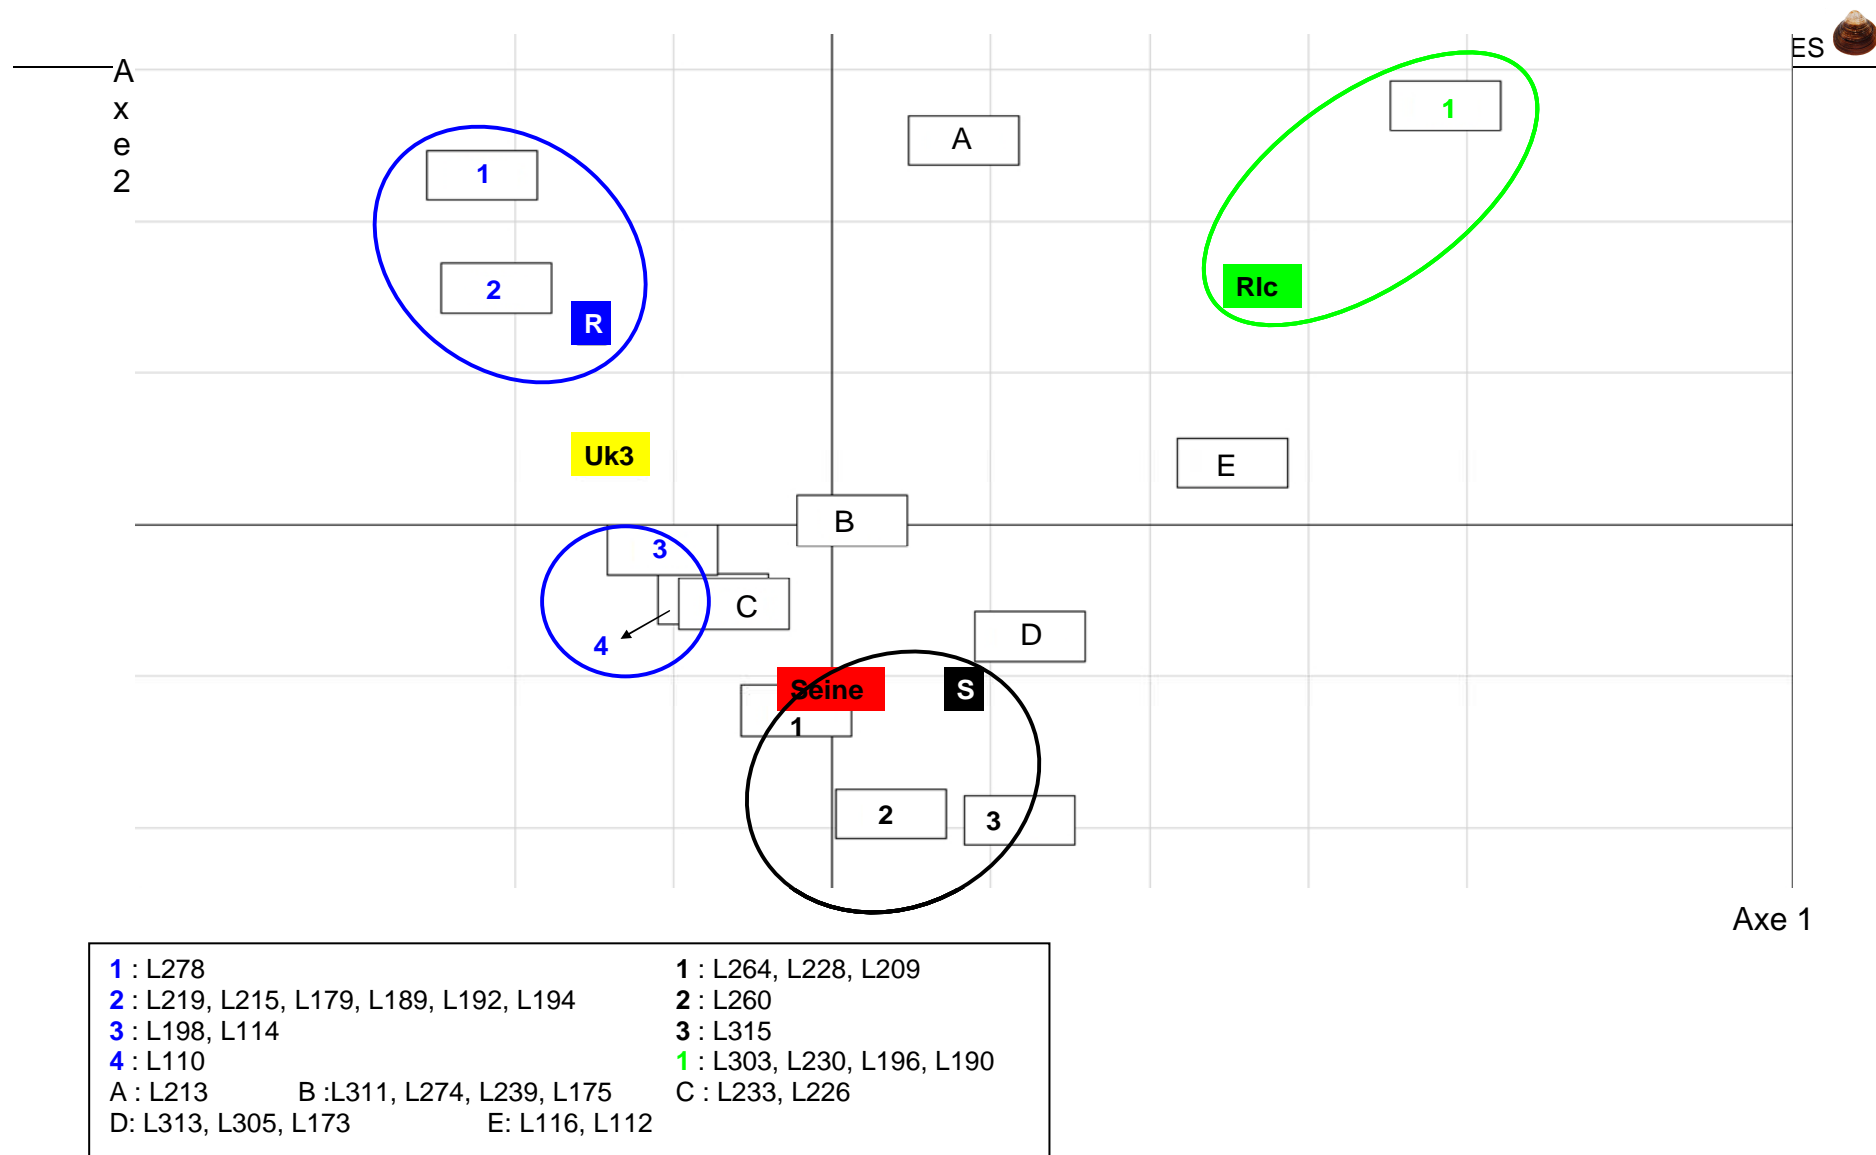 ES
A
x
e
2
A
1
1
2
RIc
R
Uk3
E
B
3
C
D
4
Seine
S
1
2
3
Axe 1
1 : L278
1 : L264, L228, L209
2 : L219, L215, L179, L189, L192, L194
2 : L260
3 : L198, L114
3 : L315
4 : L110
1 : L303, L230, L196, L190
A : L213 B :L311, L274, L239, L175 C : L233, L226
D: L313, L305, L173 E: L116, L112